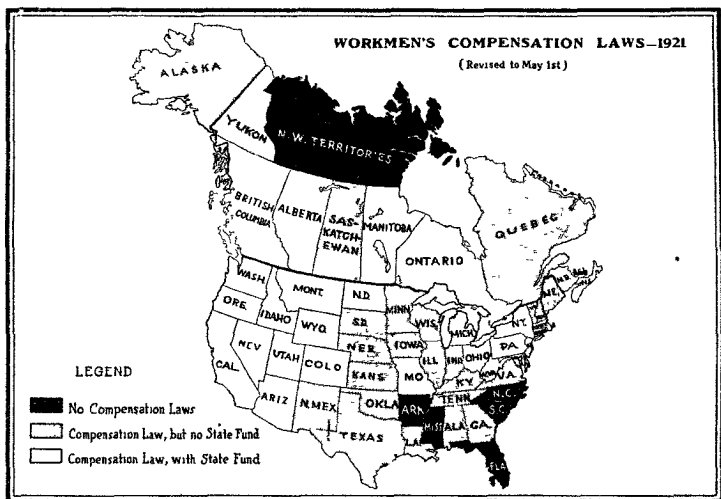 WORKMEN'S COMPENSATION LAWS—1921
(Revised to May 1st)
ALASKA
YUKON
N.W. TERRITORIES
BRITISH COLUMBIA
ALBERTA
SAS-
KATCH-
EWAN
MANITOBA
ONTARIO
QUEBEC
WASH.
MONT.
N.D.
MINN
ORE.
IDAHO
WYO.
S.D.
WIS.
MICH
N.Y.
ME.
NEV
UTAH
COLO
NEB
IOWA
ILL
IND
OHIO
PA.
CAL.
KANS
MO
KY.
VA.
ARIZ
N.MEX
OKLA
ARK
TENN
N.C.
S.C.
TEXAS
LA
MISS
ALA
GA.
FLA
LEGEND
No Compensation Laws
Compensation Law, but no State Fund
Compensation Law, with State Fund